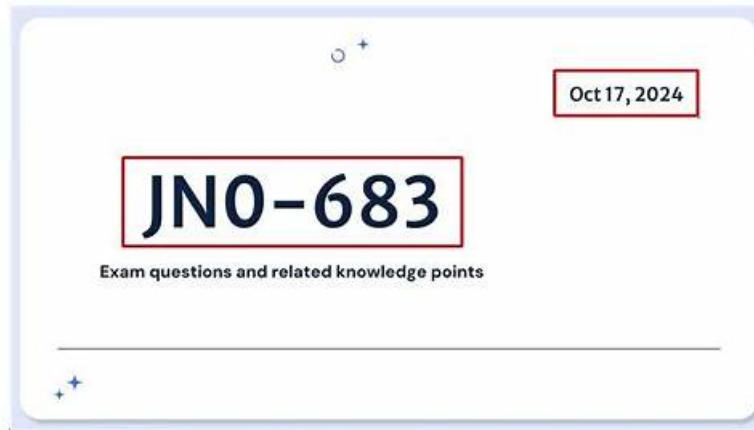 Oct 17, 2024
JN0-683
Exam questions and related knowledge points